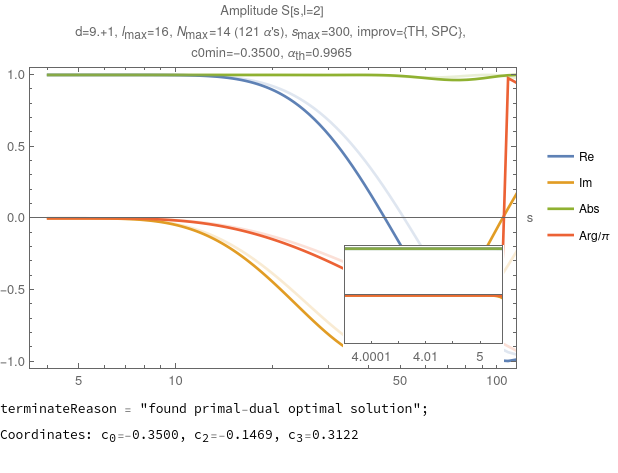 Amplitude S[s,l=2]
d=9.+1, lmax=16, Nmax=14 (121 α's), smax=300, improv={TH, SPC},
c0min=-0.3500, αth=0.9965
1.0
0.5
0.0
-0.5
-1.0
s
Re
Im
Abs
Arg/π
4.0001 4.01 5
5 10 50 100
terminateReason = "found primal-dual optimal solution";
Coordinates: c0=-0.3500, c2=-0.1469, c3=0.3122